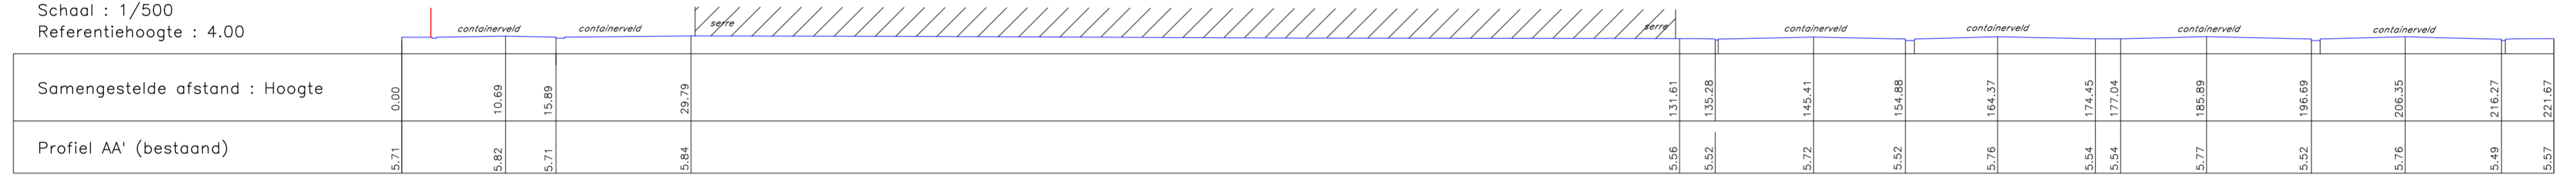 Schaal : 1/500
Referentiehoogte : 4.00
containerveld containerveld serre serre containerveld containerveld containerveld containerveld
Samengestelde afstand : Hoogte 0.00 10.69 15.89 29.79 131.61 135.28 145.41 154.88 164.37 174.45 177.04 185.89 196.69 206.35 216.27 221.67
Profiel AA' (bestaand) 5.71 5.82 5.71 5.84 5.56 5.52 5.72 5.52 5.76 5.54 5.54 5.77 5.52 5.76 5.49 5.57